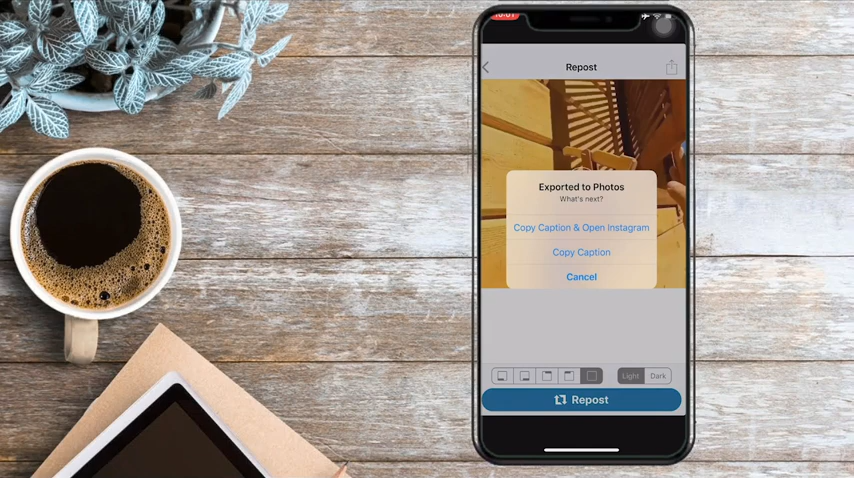 Repost
Exported to Photos
What's next?
Copy Caption & Open Instagram
Copy Caption
Cancel
Light Dark
Repost